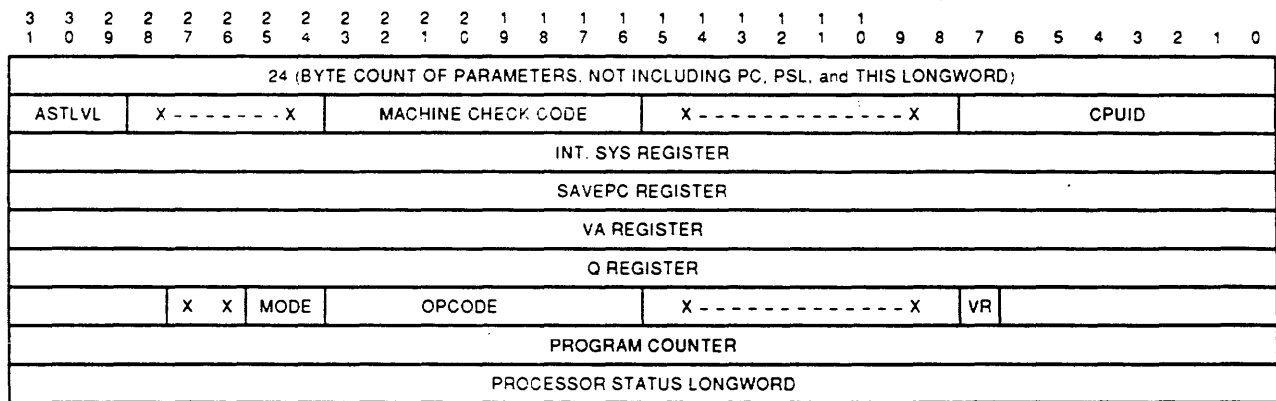 3 3 2 2 2 2 2 2 2 2 2 2 1 1 1 1 1 1 1 1 1 1
1 0 9 8 7 6 5 4 3 2 1 0 9 8 7 6 5 4 3 2 1 0 9 8 7 6 5 4 3 2 1 0
24 (BYTE COUNT OF PARAMETERS, NOT INCLUDING PC, PSL, and THIS LONGWORD)
ASTLVL X - - - - - - - X MACHINE CHECK CODE X - - - - - - - - - - - - - X CPUID
INT. SYS REGISTER
SAVEPC REGISTER
VA REGISTER
Q REGISTER
X X MODE OPCODE X - - - - - - - - - - - - - X VR
PROGRAM COUNTER
PROCESSOR STATUS LONGWORD